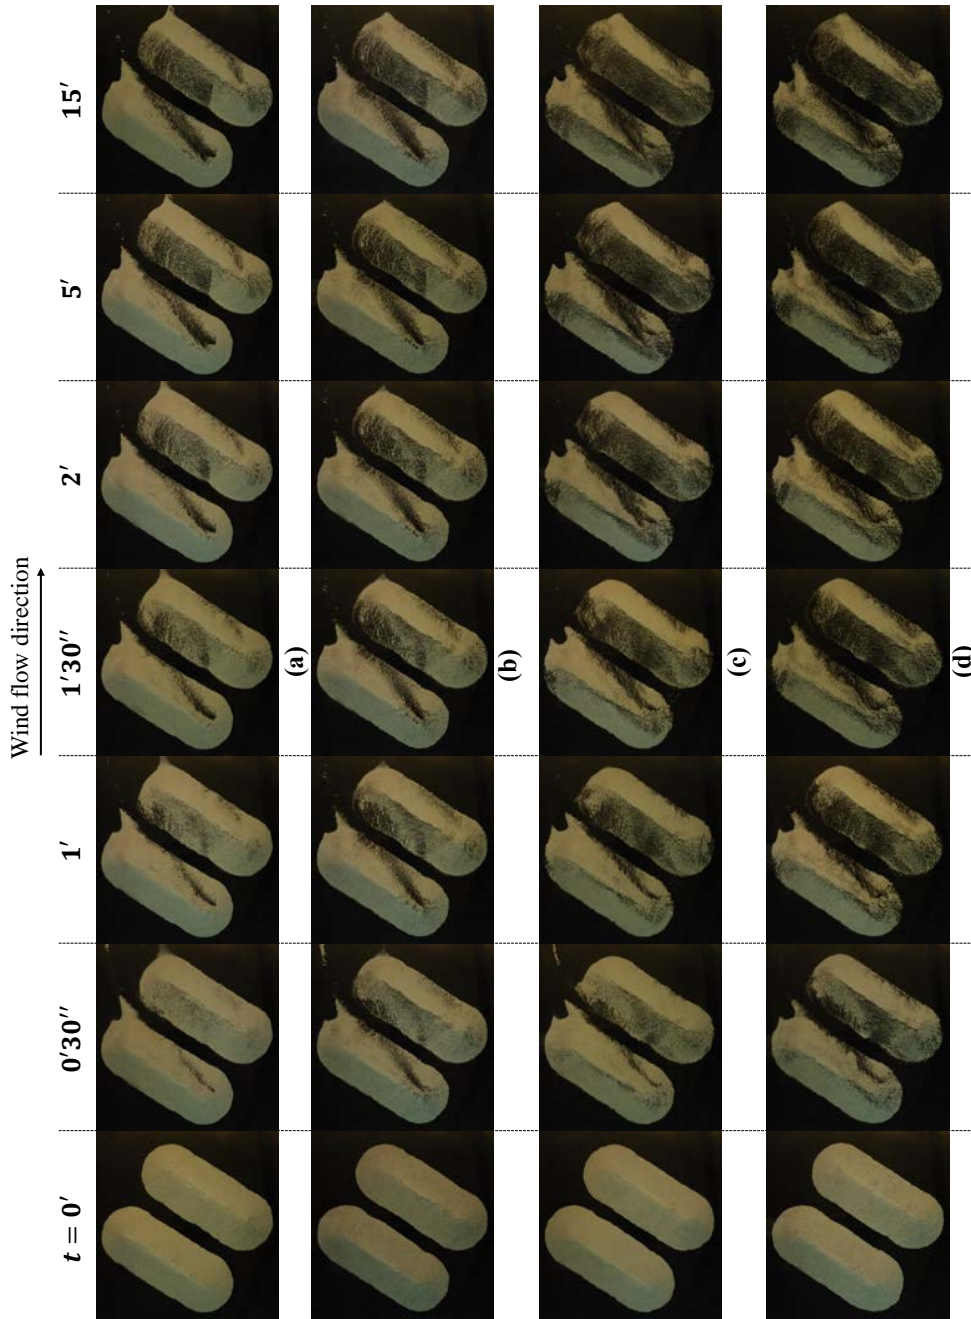 Wind flow direction
t = 0′ 0′30′′ 1′ 1′30′′ 2′ 5′ 15′
(a)
(b)
(c)
(d)